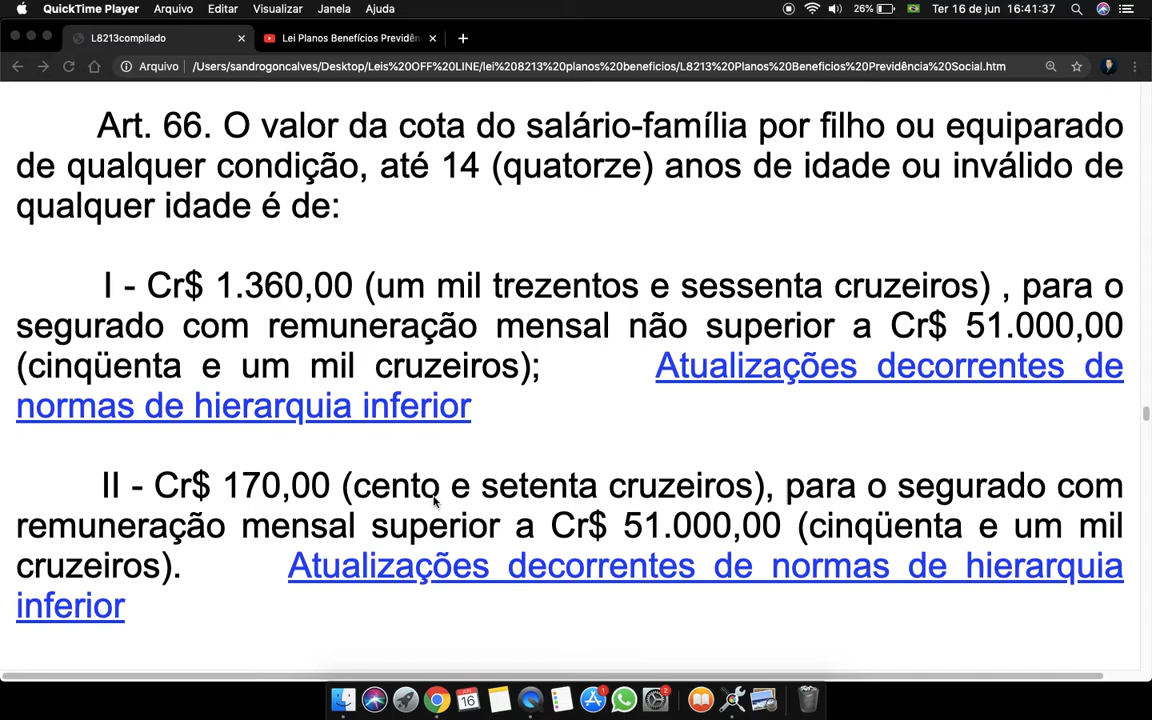 QuickTime Player Arquivo Editar Visualizar Janela Ajuda 26% Ter 16 de jun 16:41:37
L8213compilado Lei Planos Benefícios Previdên
Arquivo /Users/sandrogoncalves/Desktop/Leis%20OFF%20LINE/lei%208213%20planos%20beneficios/L8213%20Planos%20Beneficios%20Previdência%20Social.htm
Art. 66. O valor da cota do salário-família por filho ou equiparado
de qualquer condição, até 14 (quatorze) anos de idade ou inválido de
qualquer idade é de:
I - Cr$ 1.360,00 (um mil trezentos e sessenta cruzeiros) , para o
segurado com remuneração mensal não superior a Cr$ 51.000,00
(cinqüenta e um mil cruzeiros); Atualizações decorrentes de
normas de hierarquia inferior
II - Cr$ 170,00 (cento e setenta cruzeiros), para o segurado com
remuneração mensal superior a Cr$ 51.000,00 (cinqüenta e um mil
cruzeiros). Atualizações decorrentes de normas de hierarquia
inferior
16 1 2